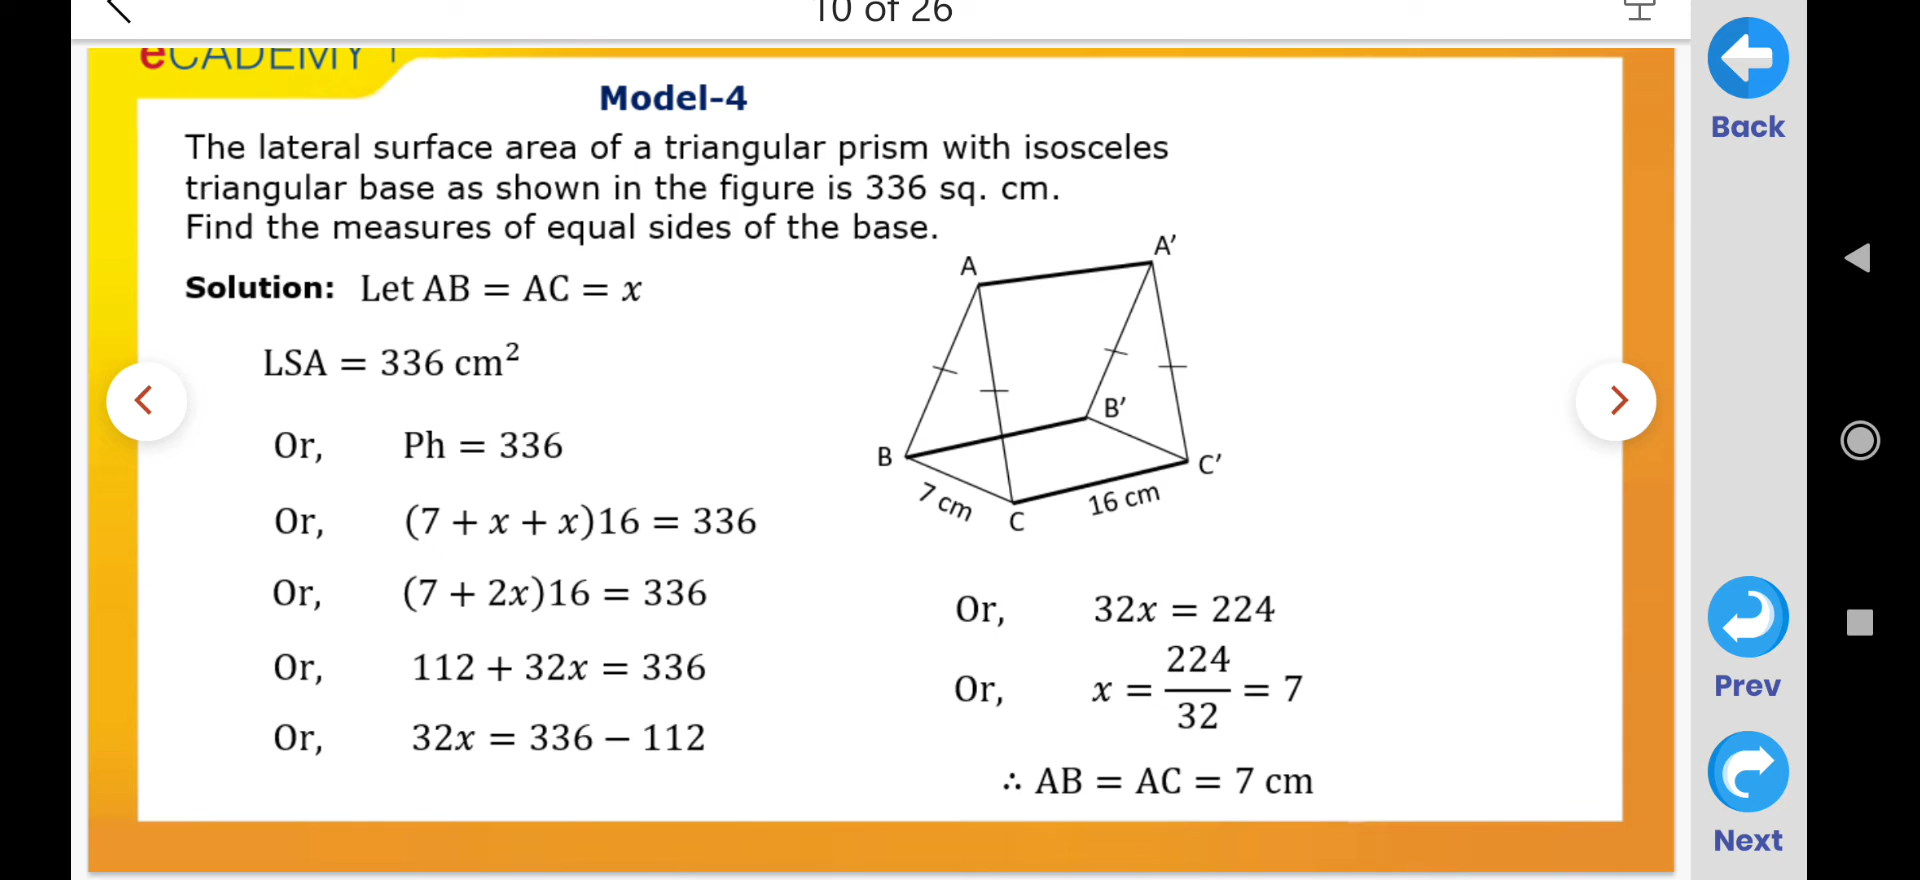 10 of 26
eCADEMY
Model-4
The lateral surface area of a triangular prism with isosceles
triangular base as shown in the figure is 336 sq. cm.
Find the measures of equal sides of the base.
Solution: Let AB = AC = x
LSA = 336 cm²
Or, Ph = 336
Or, (7 + x + x)16 = 336
Or, (7 + 2x)16 = 336
Or, 112 + 32x = 336
Or, 32x = 336 − 112
A
A′
B
B′
C
C′
7 cm
16 cm
Or, 32x = 224
Or, x = 224/32 = 7
∴ AB = AC = 7 cm
Back
Prev
Next